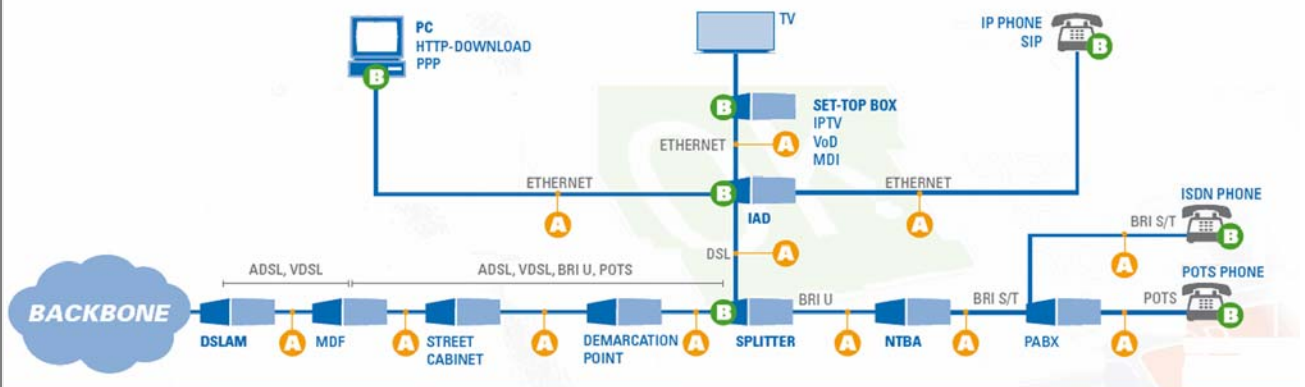 PC
HTTP-DOWNLOAD
PPP
B
TV
IP PHONE
SIP
B
B
SET-TOP BOX
IPTV
VoD
MDI
ETHERNET
A
ETHERNET
A
B
IAD
ETHERNET
A
ISDN PHONE
BRI S/T
B
A
DSL
A
ADSL, VDSL
ADSL, VDSL, BRI U, POTS
POTS PHONE
BACKBONE
DSLAM
A
MDF
A
STREET
CABINET
A
DEMARCATION
POINT
A
B
SPLITTER
BRI U
A
NTBA
BRI S/T
A
PABX
POTS
A
B